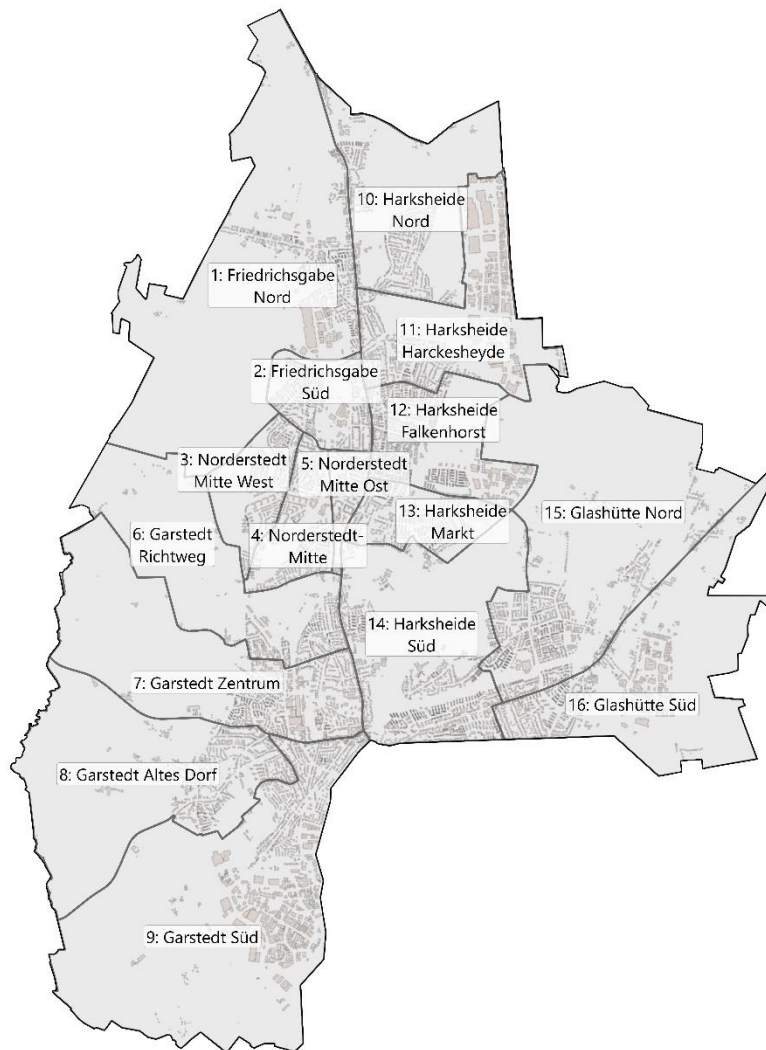 10: Harksheide
Nord
1: Friedrichsgabe
Nord
11: Harksheide
Harckesheyde
2: Friedrichsgabe
Süd
12: Harksheide
Falkenhorst
3: Norderstedt
Mitte West
5: Norderstedt
Mitte Ost
13: Harksheide
Markt
15: Glashütte Nord
6: Garstedt
Richtweg
4: Norderstedt-
Mitte
14: Harksheide
Süd
7: Garstedt Zentrum
16: Glashütte Süd
8: Garstedt Altes Dorf
9: Garstedt Süd